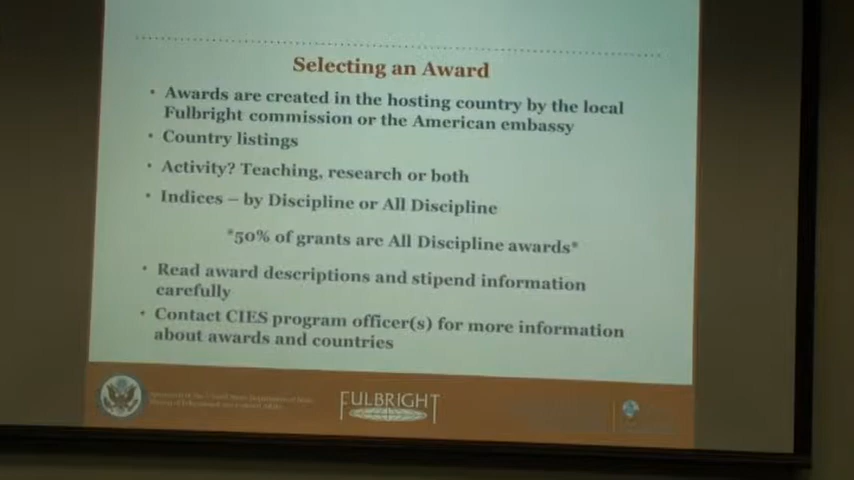 Selecting an Award
• Awards are created in the hosting country by the local
Fulbright commission or the American embassy
• Country listings
• Activity? Teaching, research or both
• Indices – by Discipline or All Discipline
*50% of grants are All Discipline awards*
• Read award descriptions and stipend information
carefully
• Contact CIES program officer(s) for more information
about awards and countries
FULBRIGHT